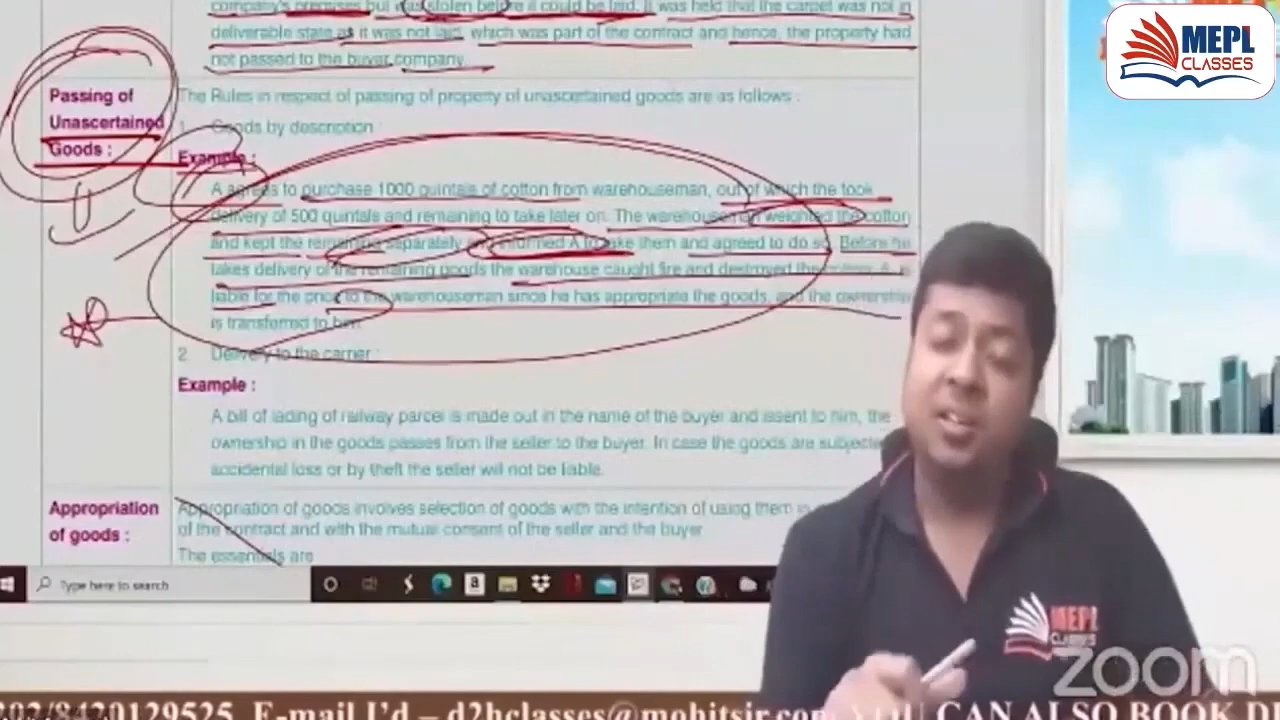 company's premises but it was stolen before it could be laid. It was held that the carpet was not in
deliverable state as it was not laid, which was part of the contract and hence, the property had
not passed to the buyer company.
Passing of
Unascertained
Goods :
The Rules in respect of passing of property of unascertained goods are as follows :
1. Goods by description :
Example :
A agrees to purchase 1000 quintals of cotton from warehouseman, out of which the took
delivery of 500 quintals and remaining to take later on. The warehouseman weighted the cotton
and kept the remaining separately and informed A to take them and agreed to do so. Before he
takes delivery of the remaining goods the warehouse caught fire and destroyed the
liable for the price to the warehouseman since he has appropriate the goods, and the ownership
is transferred to him.
2. Delivery to the carrier :
Example :
A bill of lading of railway parcel is made out in the name of the buyer and is sent to him, the
ownership in the goods passes from the seller to the buyer. In case the goods are subjected
accidental loss or by theft the seller will not be liable.
Appropriation
of goods :
Appropriation of goods involves selection of goods with the intention of using them in
of the contract and with the mutual consent of the seller and the buyer.
The essentials are
Type here to search
MEPL
CLASSES
MEPL
CLASSES
zoom
202/8420129525, E-mail I'd – d2hclasses@mohitsir.com YOU CAN ALSO BOOK DE